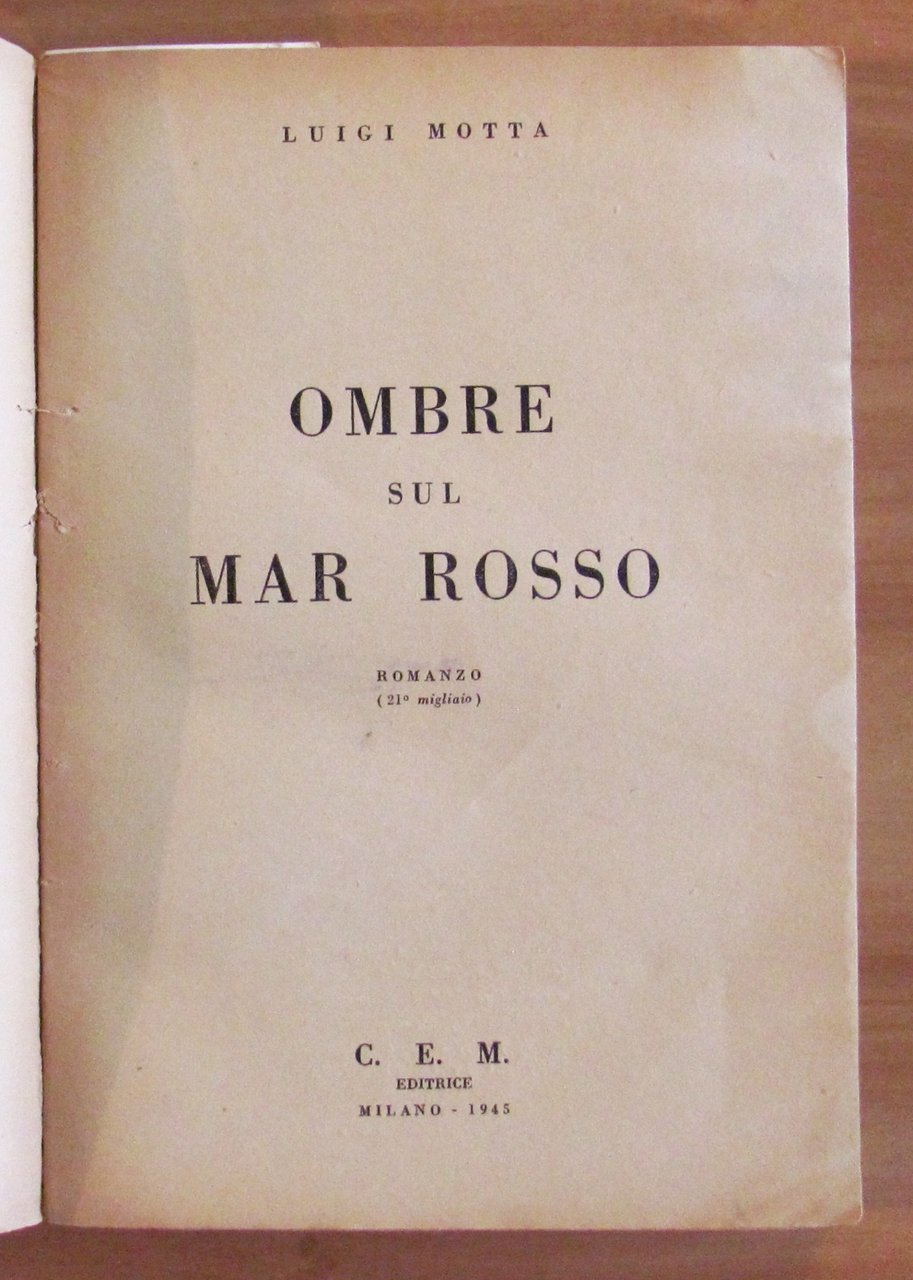 LUIGI MOTTA
OMBRE
SUL
MAR ROSSO
ROMANZO
(21º migliaio)
C. E. M.
EDITRICE
MILANO - 1945